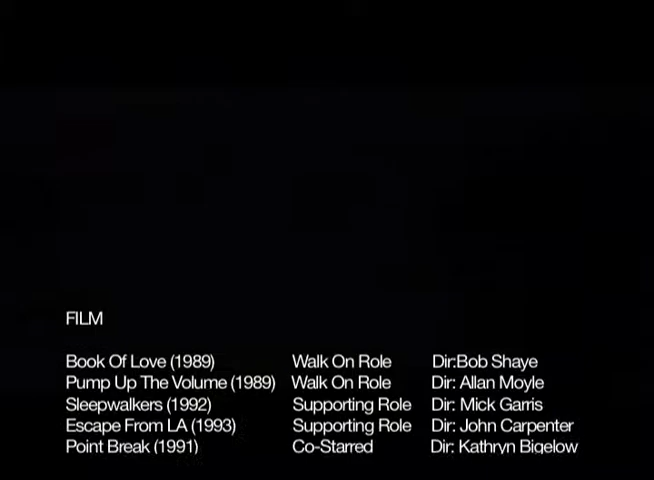 FILM
Book Of Love (1989) Walk On Role Dir:Bob Shaye
Pump Up The Volume (1989) Walk On Role Dir: Allan Moyle
Sleepwalkers (1992) Supporting Role Dir: Mick Garris
Escape From LA (1993) Supporting Role Dir: John Carpenter
Point Break (1991) Co-Starred Dir: Kathryn Bigelow